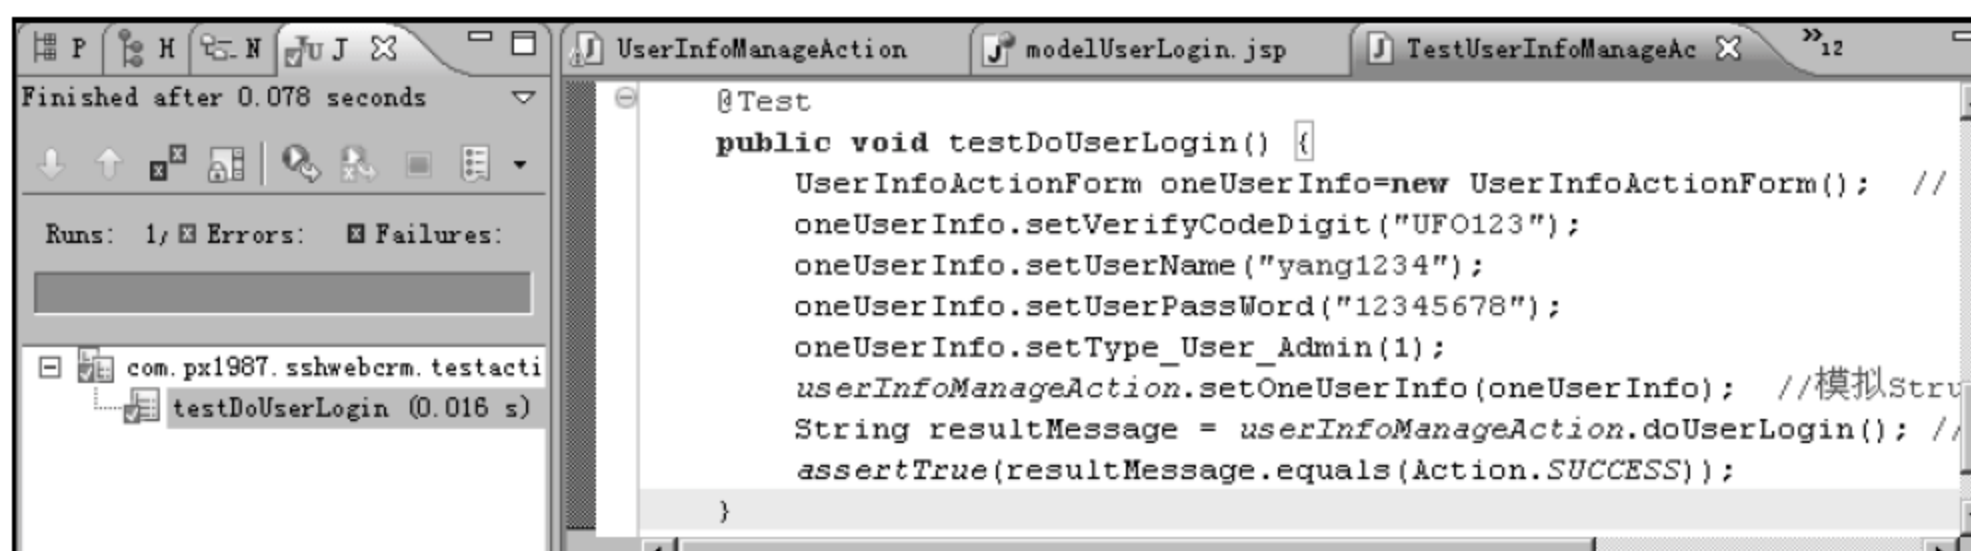 P H N J UserInfoManageAction modelUserLogin.jsp TestUserInfoManageAc »12
Finished after 0.078 seconds
Runs: 1/ Errors: Failures:
com.px1987.sshwebcrm.testacti
testDoUserLogin (0.016 s)
@Test
public void testDoUserLogin() {
UserInfoActionForm oneUserInfo=new UserInfoActionForm(); //
oneUserInfo.setVerifyCodeDigit("UFO123");
oneUserInfo.setUserName("yang1234");
oneUserInfo.setUserPassWord("12345678");
oneUserInfo.setType_User_Admin(1);
userInfoManageAction.setOneUserInfo(oneUserInfo); //模拟Stru
String resultMessage = userInfoManageAction.doUserLogin(); //
assertTrue(resultMessage.equals(Action.SUCCESS));
}